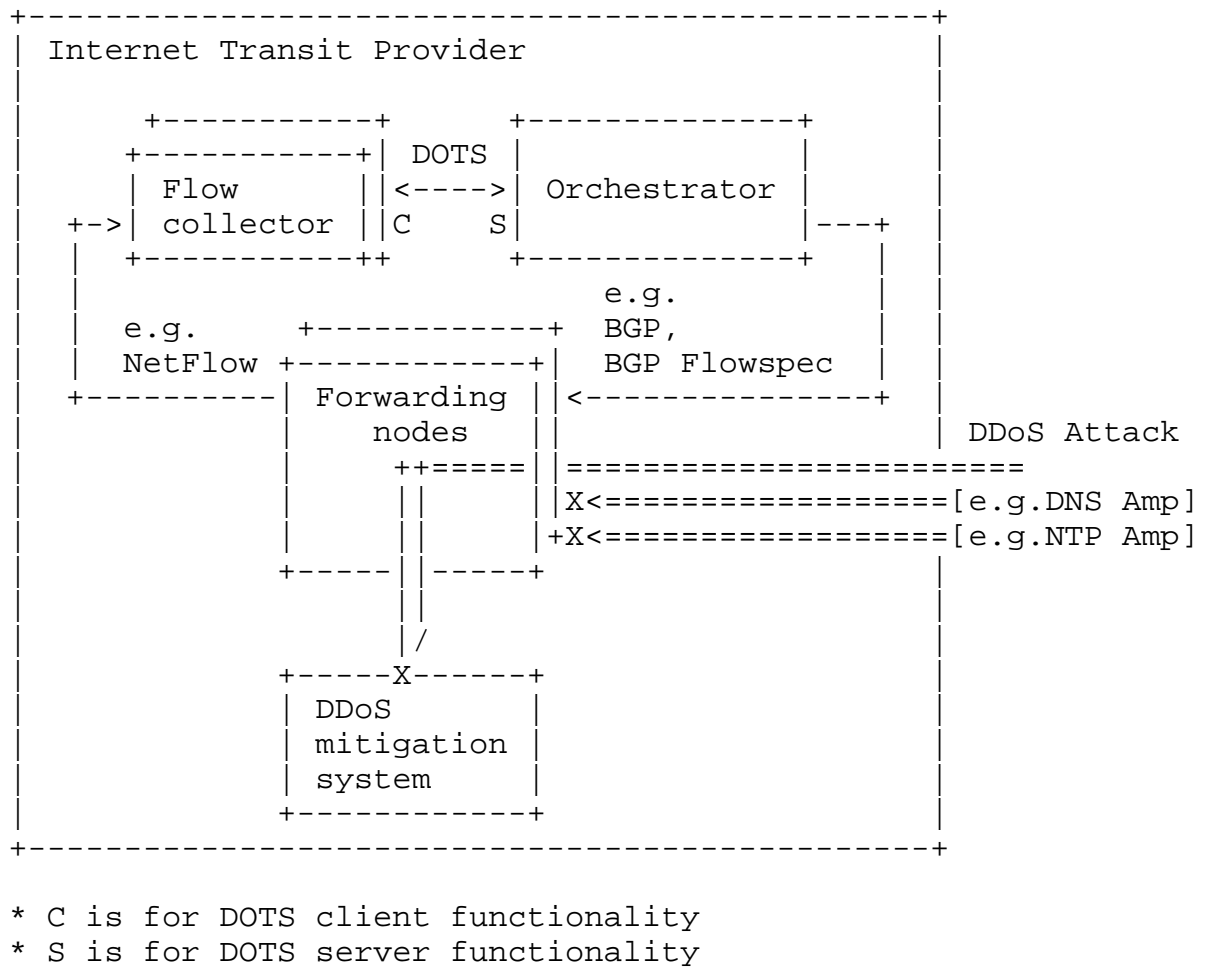 Internet Transit Provider
DOTS
Flow
<----> Orchestrator
collector
C S
e.g.
e.g. BGP,
NetFlow BGP Flowspec
Forwarding
nodes DDoS Attack
X<==================[e.g.DNS Amp]
X<==================[e.g.NTP Amp]
X
DDoS
mitigation
system
* C is for DOTS client functionality
* S is for DOTS server functionality